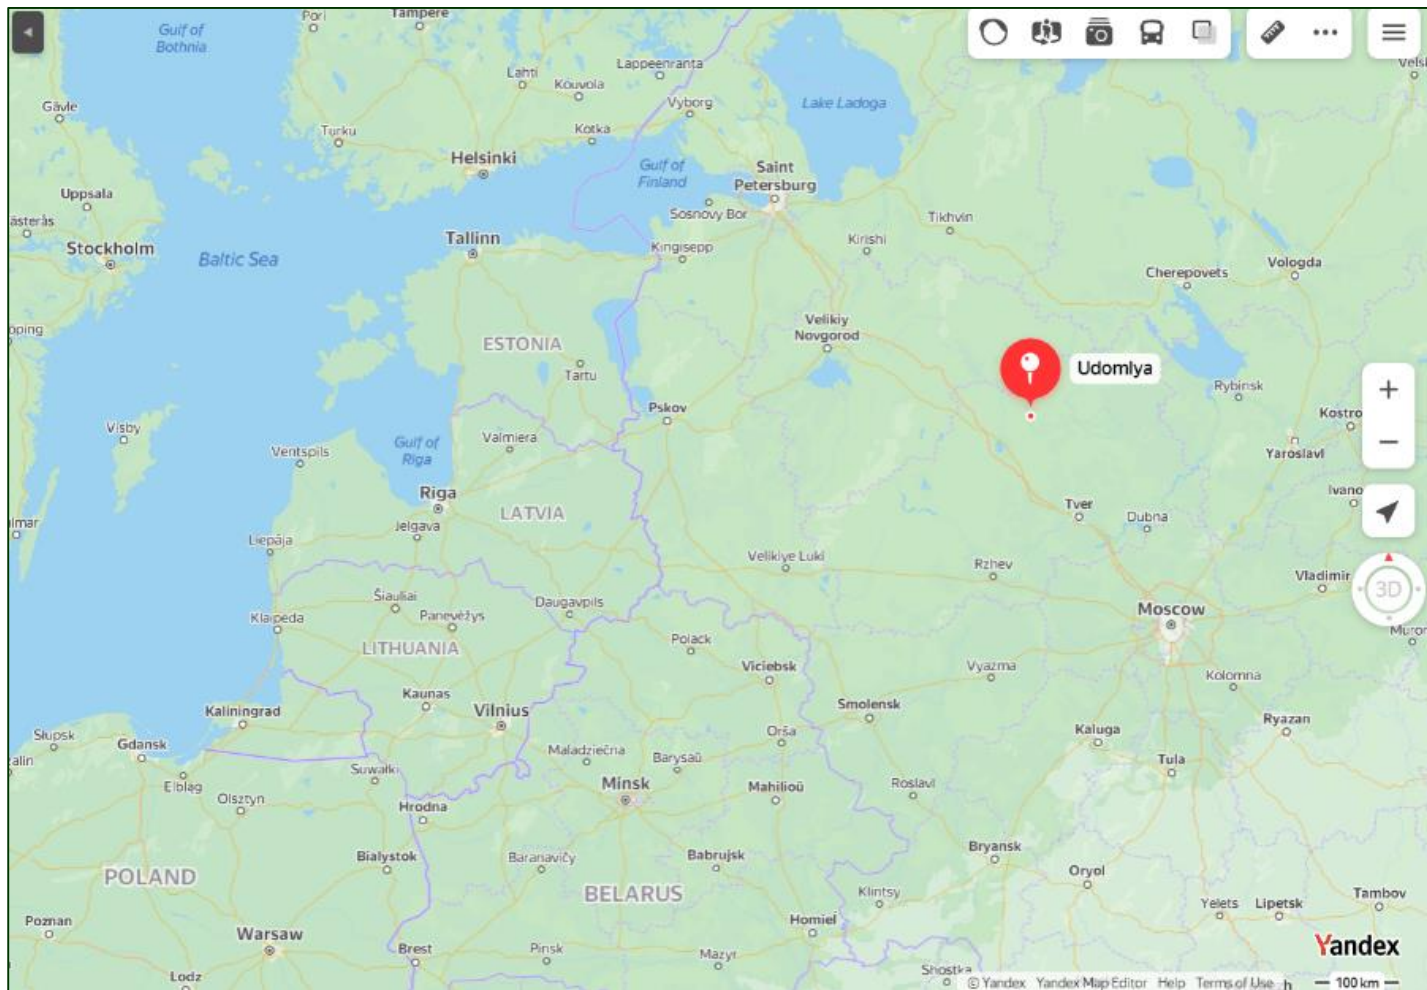 Gulf of
Bothnia
Pori
Tampere
Lahti
Kouvola
Lappeenranta
Gävle
Turku
Kotka
Vyborg
Lake Ladoga
Helsinki
Gulf of
Finland
Saint
Petersburg
Uppsala
Sosnovy Bor
Tikhvin
Stockholm
Baltic Sea
Tallinn
Kingisepp
Kirishi
Cherepovets
Vologda
Velikiy
Novgorod
ESTONIA
Tartu
Udomlya
Rybinsk
Pskov
Kostro
Visby
Ventspils
Gulf of
Riga
Valmiera
Yaroslavl
Riga
Ivano
LATVIA
Tver
Dubna
Jelgava
Liepāja
Velikiye Luki
Rzhev
Vladimir
3D
Šiauliai
Panevėžys
Daugavpils
Klaipeda
Moscow
LITHUANIA
Polack
Viciebsk
Vyazma
Kolomna
Kaunas
Vilnius
Smolensk
Kaliningrad
Słupsk
Gdansk
Orša
Kaluga
Ryazan
Maladziečna
Barysaŭ
Tula
Suwałki
Elbląg
Olsztyn
Minsk
Mahilioŭ
Roslavl
Hrodna
Bialystok
Baranavičy
Babrujsk
Bryansk
Oryol
POLAND
BELARUS
Klintsy
Yelets
Lipetsk
Tambov
Poznan
Warsaw
Homiel
Brest
Pinsk
Mazyr
Yandex
Lodz
Shostka
© Yandex Yandex Map Editor Help Terms of Use
100 km